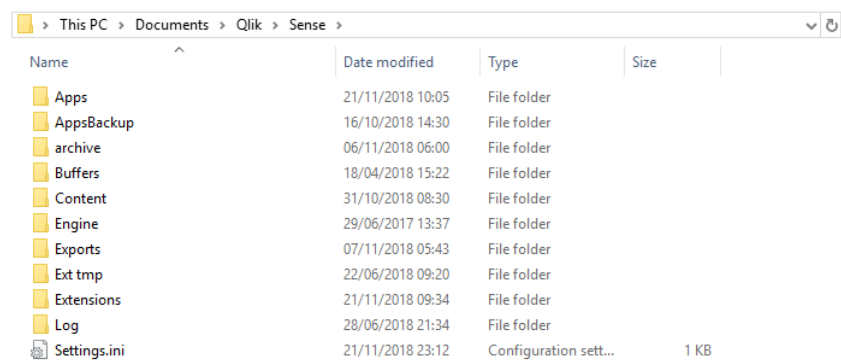 This PC > Documents > Qlik > Sense >
Name Date modified Type Size
Apps 21/11/2018 10:05 File folder
AppsBackup 16/10/2018 14:30 File folder
archive 06/11/2018 06:00 File folder
Buffers 18/04/2018 15:22 File folder
Content 31/10/2018 08:30 File folder
Engine 29/06/2017 13:37 File folder
Exports 07/11/2018 05:43 File folder
Ext tmp 22/06/2018 09:20 File folder
Extensions 21/11/2018 09:34 File folder
Log 28/06/2018 21:34 File folder
Settings.ini 21/11/2018 23:12 Configuration sett... 1 KB